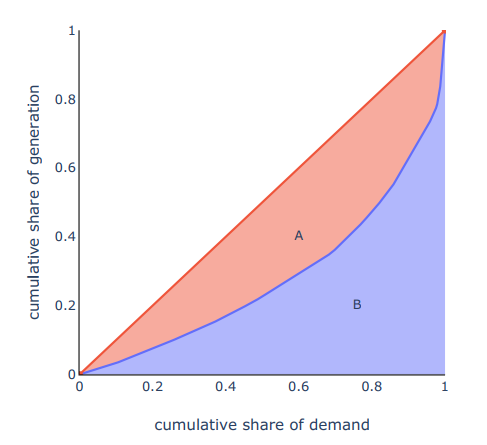 1
0.8
0.6
0.4
0.2
0
cumulative share of generation
A
B
0 0.2 0.4 0.6 0.8 1
cumulative share of demand